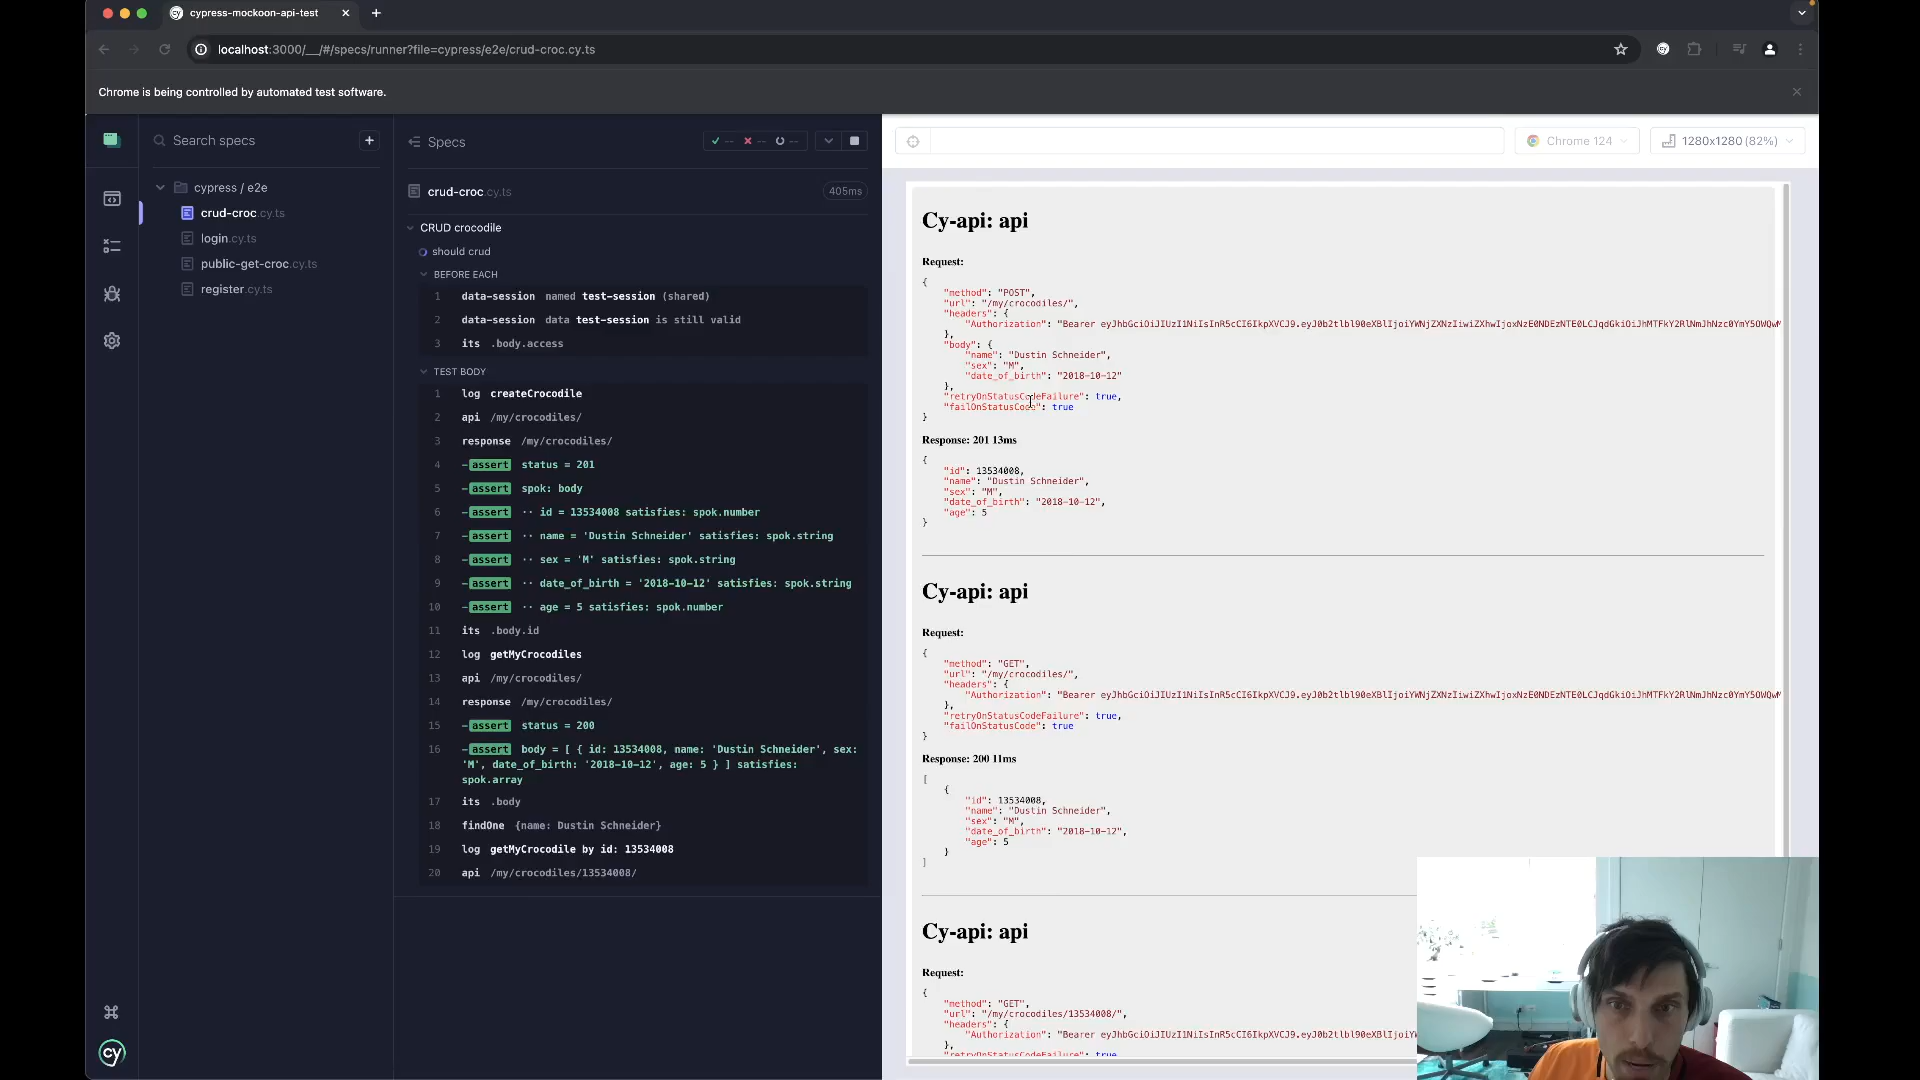 cypress-mockoon-api-test
localhost:3000/__/#/specs/runner?file=cypress/e2e/crud-croc.cy.ts
Chrome is being controlled by automated test software.
Search specs
cypress / e2e
crud-croc.cy.ts
login.cy.ts
public-get-croc.cy.ts
register.cy.ts
cy
Specs
-- -- --
crud-croc.cy.ts 405ms
CRUD crocodile
should crud
BEFORE EACH
1 data-session named test-session (shared)
2 data-session data test-session is still valid
3 its .body.access
TEST BODY
1 log createCrocodile
2 api /my/crocodiles/
3 response /my/crocodiles/
4 -assert status = 201
5 -assert spok: body
6 -assert ·· id = 13534008 satisfies: spok.number
7 -assert ·· name = 'Dustin Schneider' satisfies: spok.string
8 -assert ·· sex = 'M' satisfies: spok.string
9 -assert ·· date_of_birth = '2018-10-12' satisfies: spok.string
10 -assert ·· age = 5 satisfies: spok.number
11 its .body.id
12 log getMyCrocodiles
13 api /my/crocodiles/
14 response /my/crocodiles/
15 -assert status = 200
16 -assert body = [ { id: 13534008, name: 'Dustin Schneider', sex:
'M', date_of_birth: '2018-10-12', age: 5 } ] satisfies:
spok.array
17 its .body
18 findOne {name: Dustin Schneider}
19 log getMyCrocodile by id: 13534008
20 api /my/crocodiles/13534008/
Chrome 124
1280x1280 (82%)
Cy-api: api
Request:
{
"method": "POST",
"url": "/my/crocodiles/",
"headers": {
"Authorization": "Bearer
},
"body": {
"name": "Dustin Schneider",
"sex": "M",
"date_of_birth": "2018-10-12"
},
"retryOnStatusCodeFailure": true,
"failOnStatusCode": true
}
Response: 201 13ms
{
"id": 13534008,
"name": "Dustin Schneider",
"sex": "M",
"date_of_birth": "2018-10-12",
"age": 5
}
Cy-api: api
Request:
{
"method": "GET",
"url": "/my/crocodiles/",
"headers": {
"Authorization": "Bearer
},
"retryOnStatusCodeFailure": true,
"failOnStatusCode": true
}
Response: 200 11ms
[
{
"id": 13534008,
"name": "Dustin Schneider",
"sex": "M",
"date_of_birth": "2018-10-12",
"age": 5
}
]
Cy-api: api
Request:
{
"method": "GET",
"url": "/my/crocodiles/13534008/",
"headers": {
"Authorization": "Bearer
},
"retryOnStatusCodeFailure": true